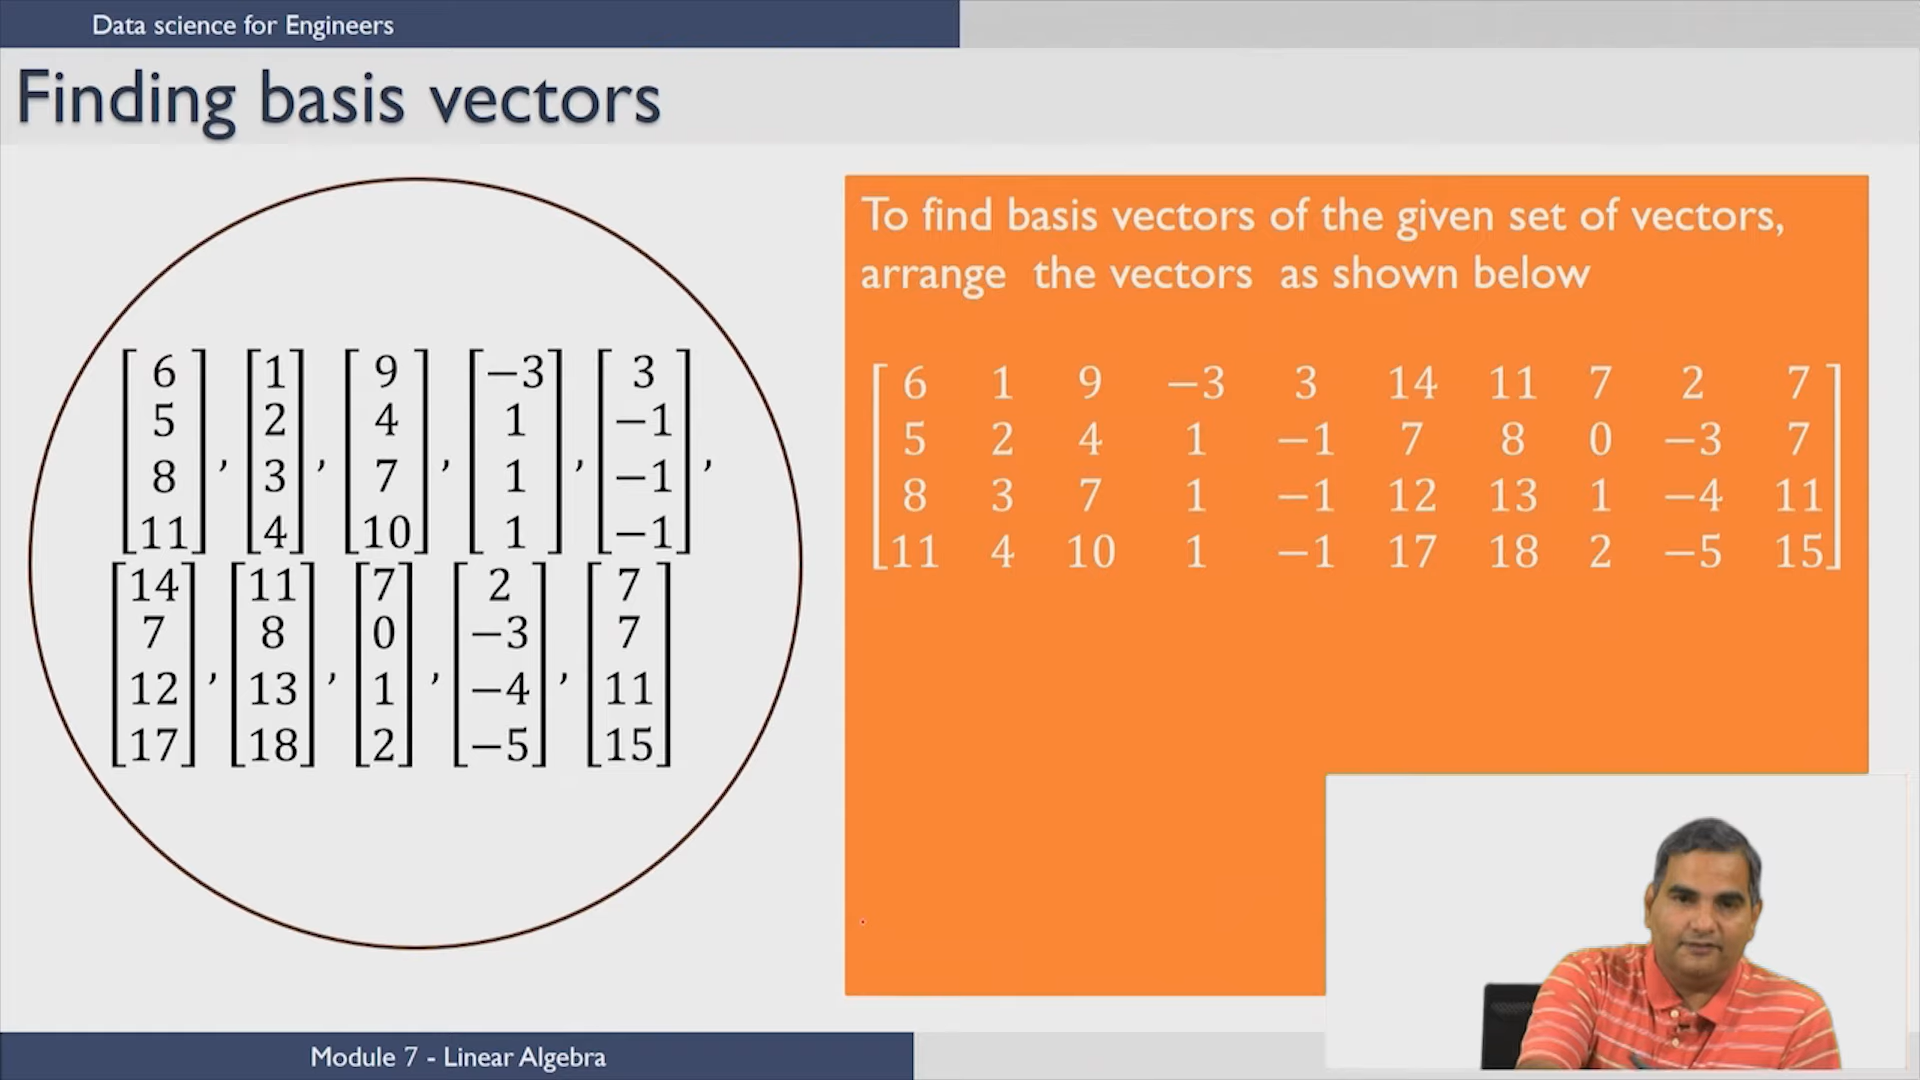 Data science for Engineers
Finding basis vectors
[6 5 8 11], [1 2 3 4], [9 4 7 10], [−3 1 1 1], [3 −1 −1 −1],
[14 7 12 17], [11 8 13 18], [7 0 1 2], [2 −3 −4 −5], [7 7 11 15]
To find basis vectors of the given set of vectors,
arrange the vectors as shown below
6 1 9 −3 3 14 11 7 2 7
5 2 4 1 −1 7 8 0 −3 7
8 3 7 1 −1 12 13 1 −4 11
11 4 10 1 −1 17 18 2 −5 15
Module 7 - Linear Algebra